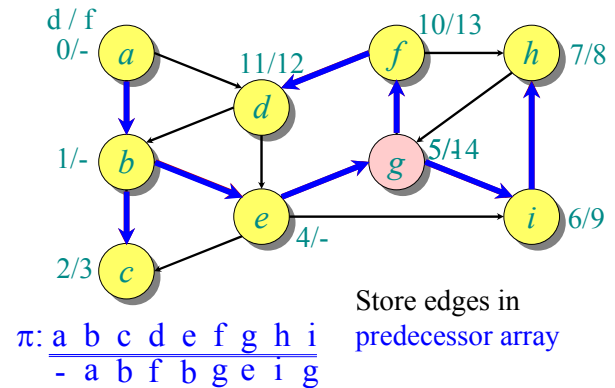 d / f
0/-
a
11/12
d
10/13
f
h
7/8
1/-
b
g
5/-14
e
4/-
i
6/9
2/3
c
Store edges in
predecessor array
π: a b c d e f g h i
- a b f b g e i g